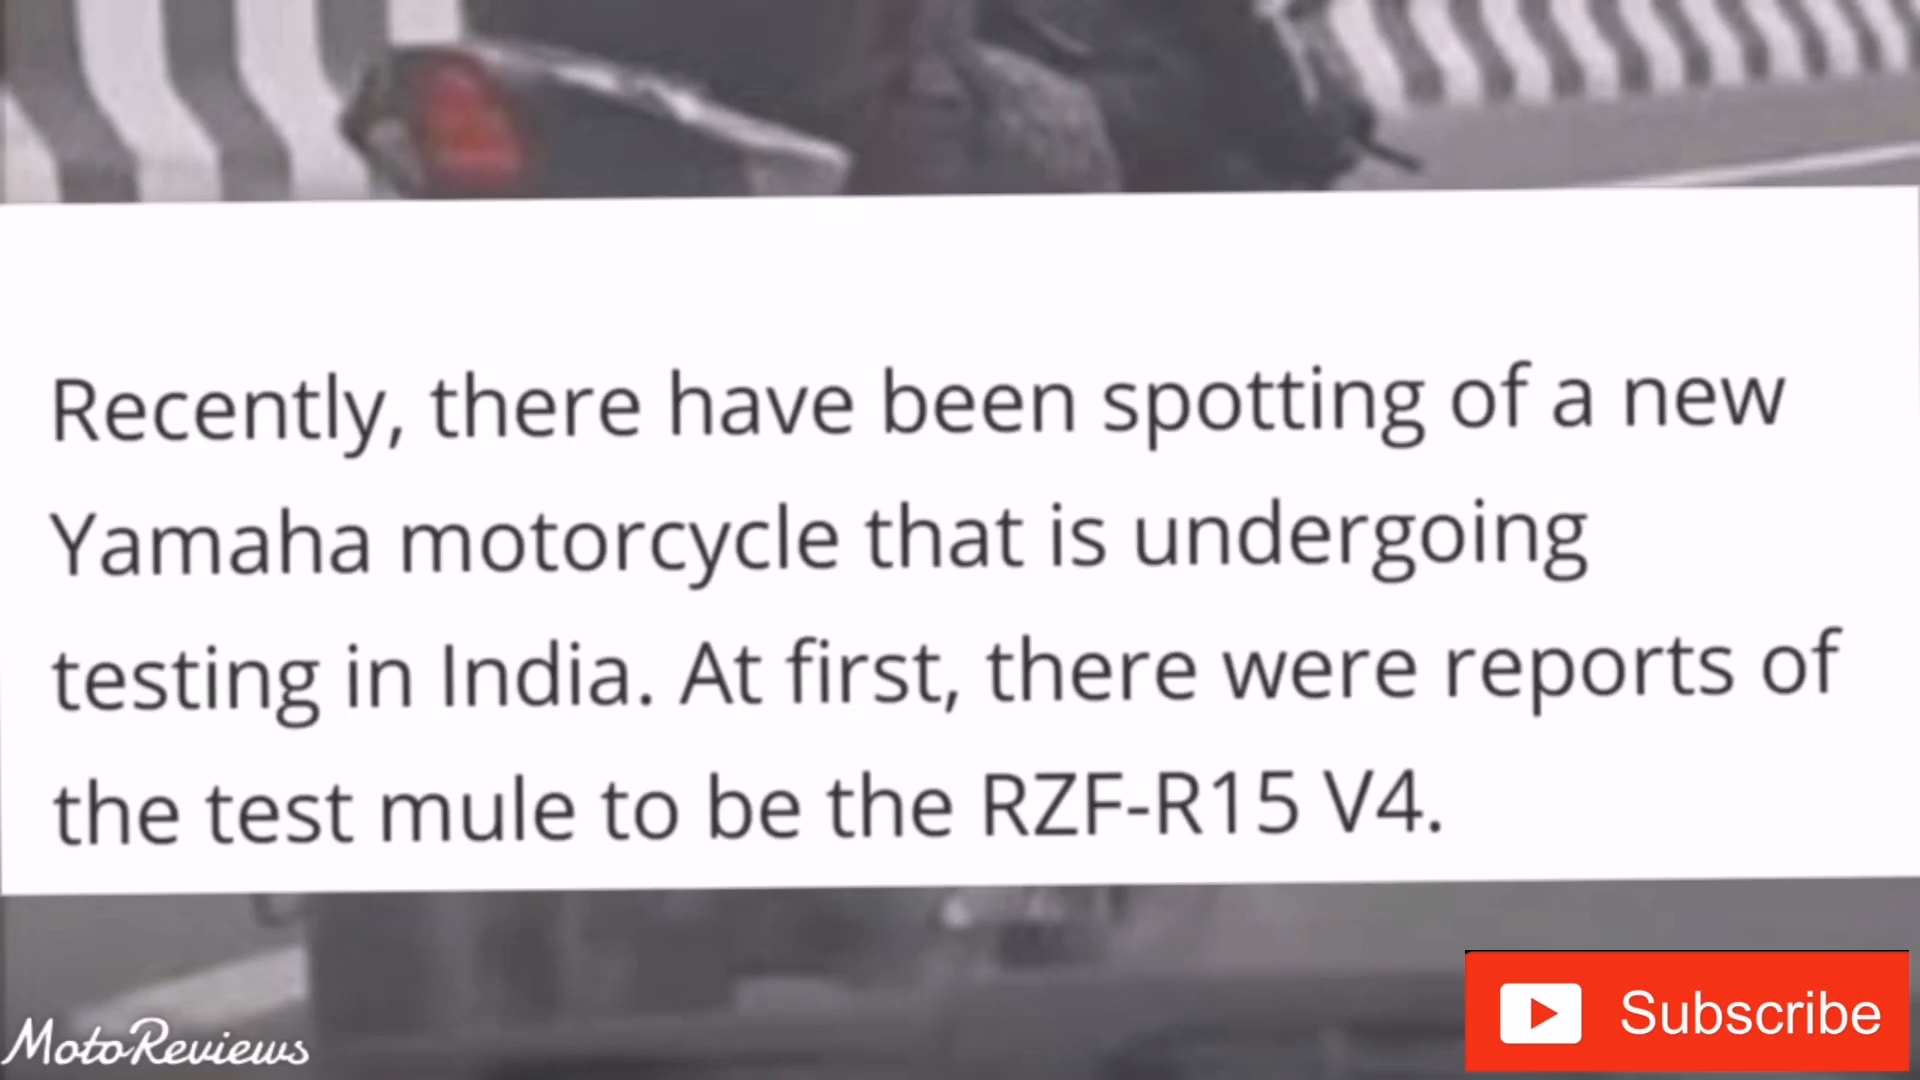 Recently, there have been spotting of a new
Yamaha motorcycle that is undergoing
testing in India. At first, there were reports of
the test mule to be the RZF-R15 V4.
MotoReviews
Subscribe